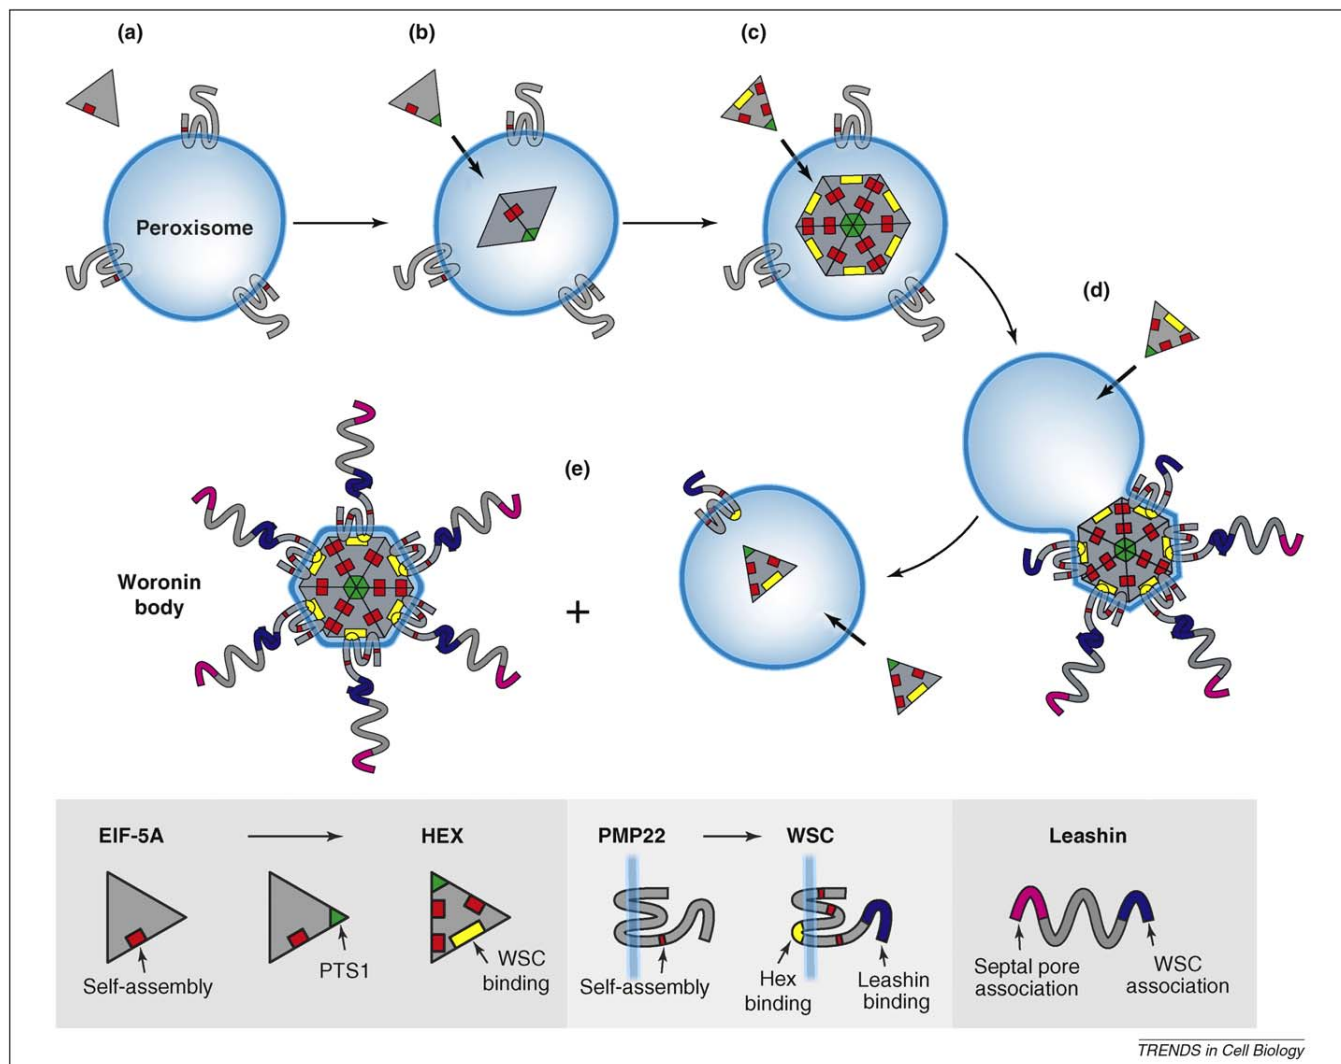 (a)
(b)
(c)
Peroxisome
(d)
(e)
Woronin
body
+
EIF-5A
HEX
PMP22
WSC
Leashin
Self-assembly
PTS1
WSC
binding
Self-assembly
Hex
binding
Leashin
binding
Septal pore
association
WSC
association
TRENDS in Cell Biology